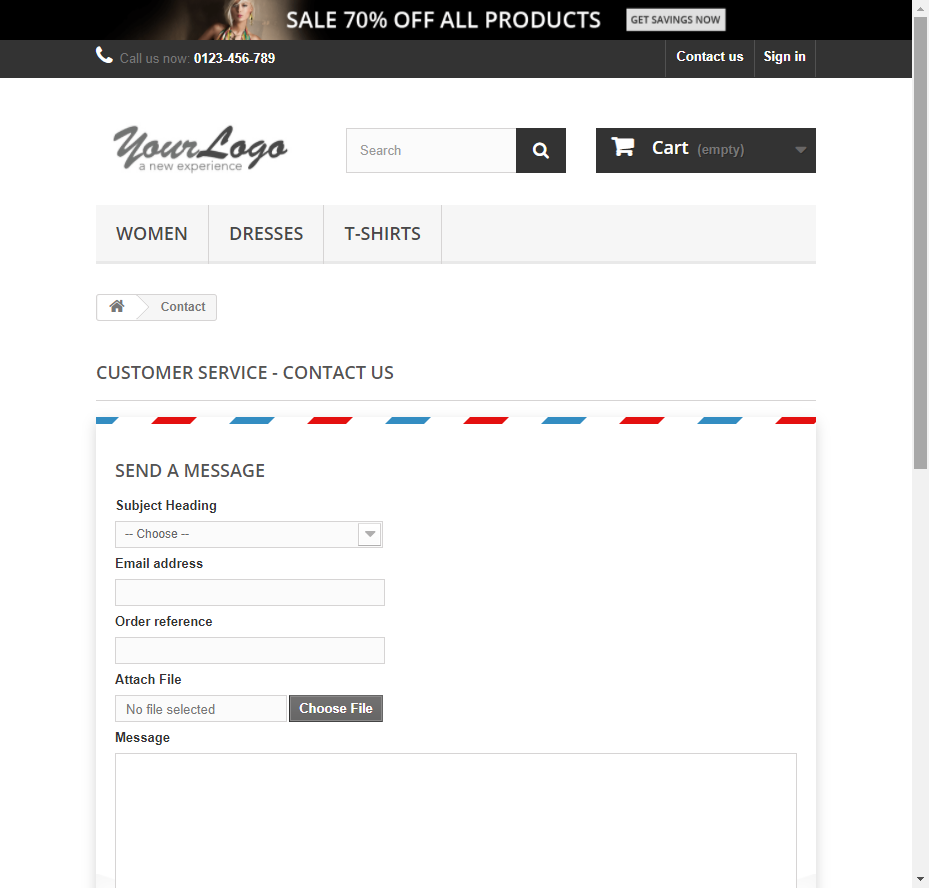 SALE 70% OFF ALL PRODUCTS GET SAVINGS NOW
Call us now: 0123-456-789 Contact us Sign in
YourLogo
a new experience
Search
Cart (empty)
WOMEN DRESSES T-SHIRTS
Contact
CUSTOMER SERVICE - CONTACT US
SEND A MESSAGE
Subject Heading
-- Choose --
Email address
Order reference
Attach File
No file selected Choose File
Message